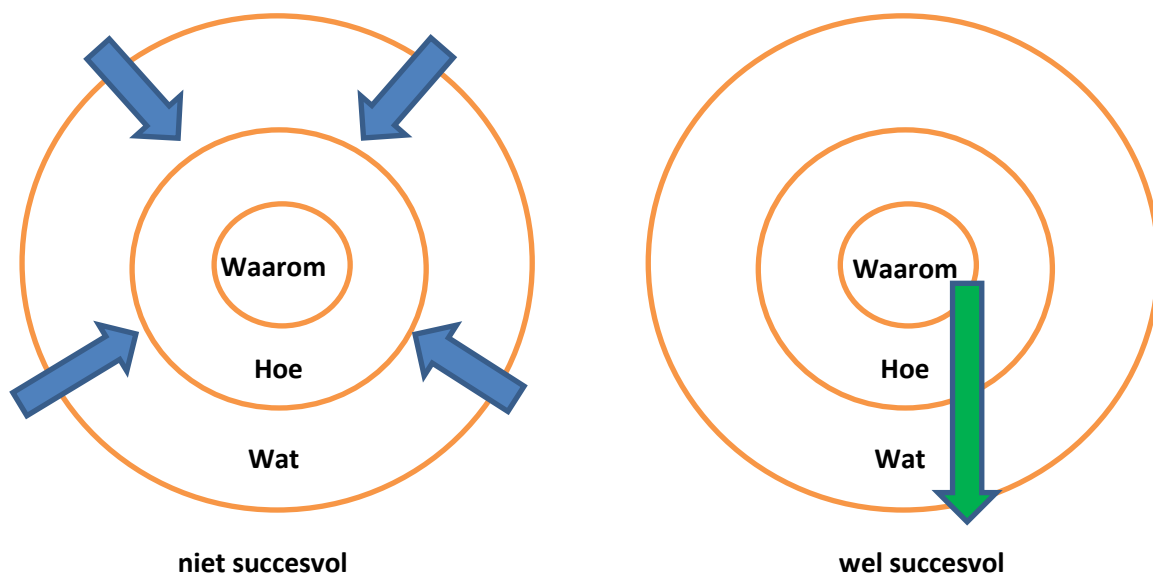 Waarom
Hoe
Wat
niet succesvol
Waarom
Hoe
Wat
wel succesvol